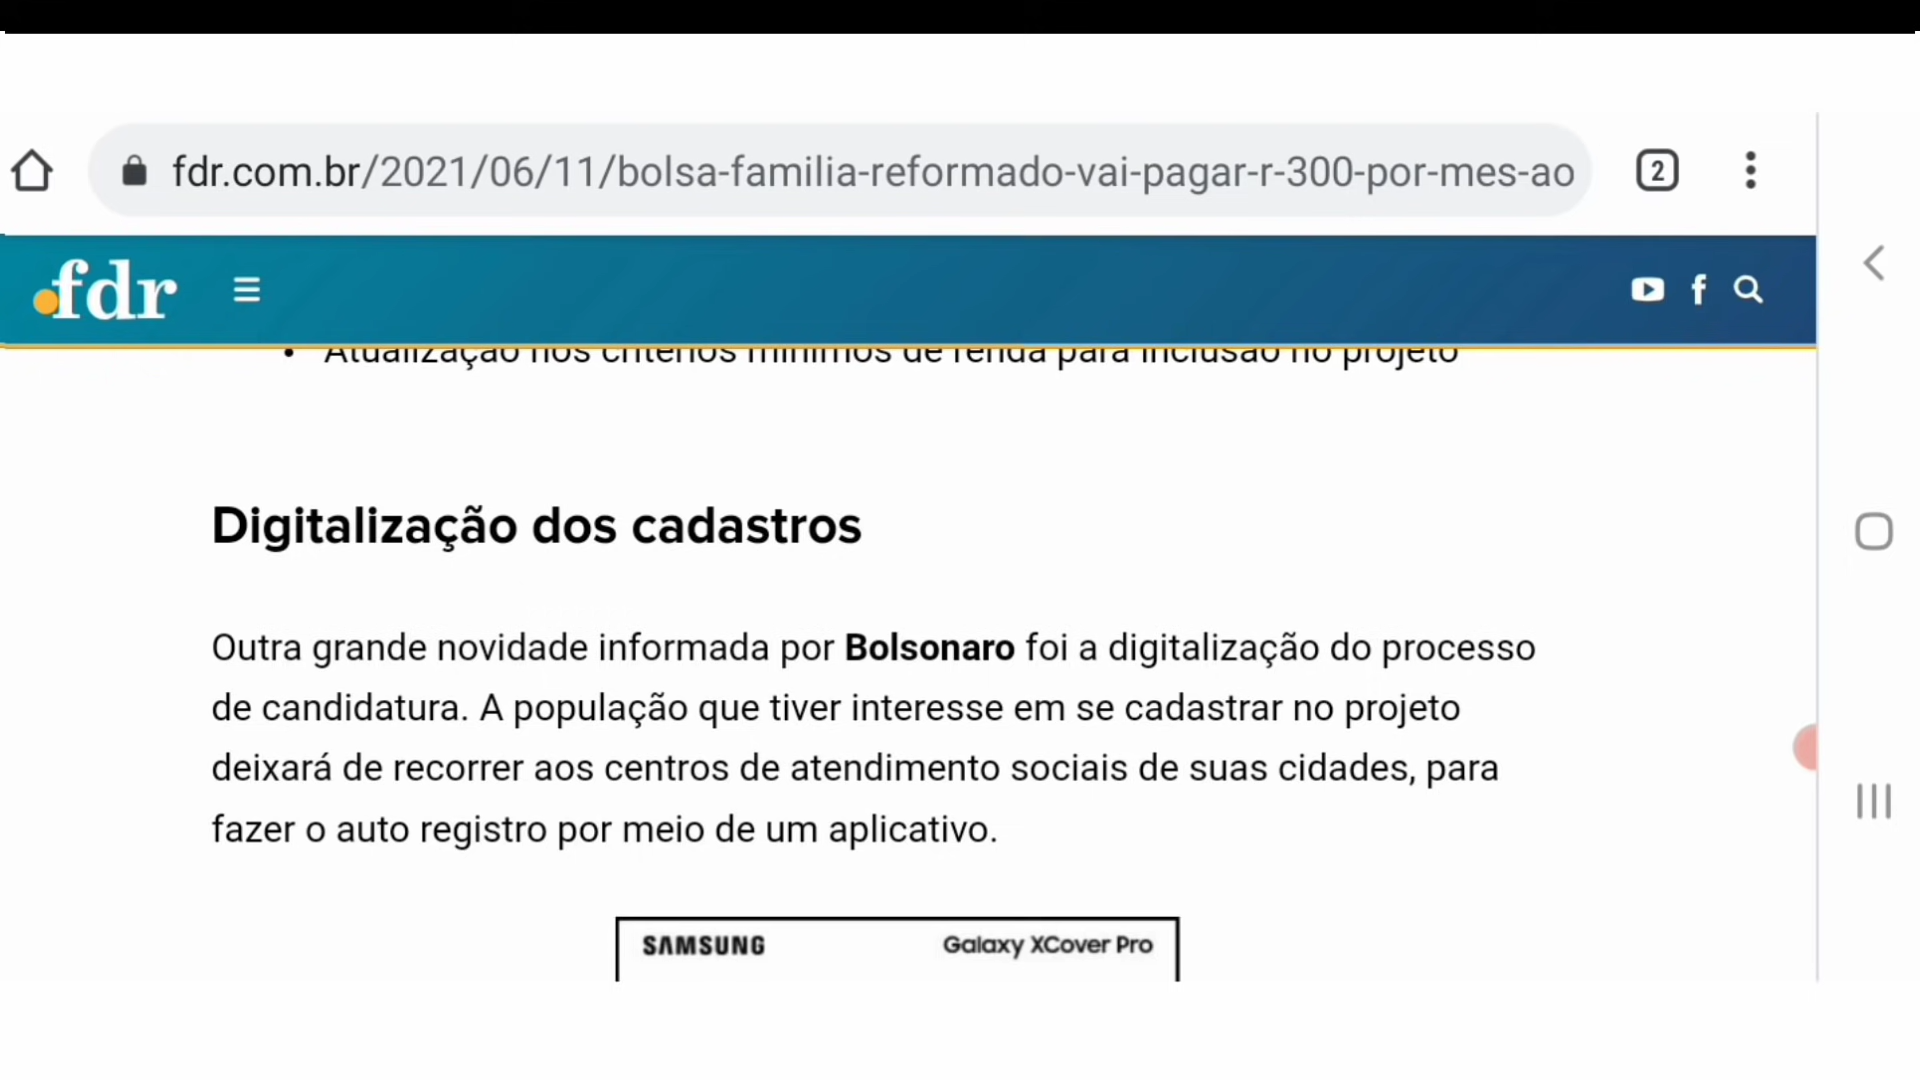 fdr.com.br/2021/06/11/bolsa-familia-reformado-vai-pagar-r-300-por-mes-ao
2
fdr
• Atualização nos critérios mínimos de renda para inclusão no projeto
Digitalização dos cadastros
Outra grande novidade informada por Bolsonaro foi a digitalização do processo
de candidatura. A população que tiver interesse em se cadastrar no projeto
deixará de recorrer aos centros de atendimento sociais de suas cidades, para
fazer o auto registro por meio de um aplicativo.
SAMSUNG Galaxy XCover Pro